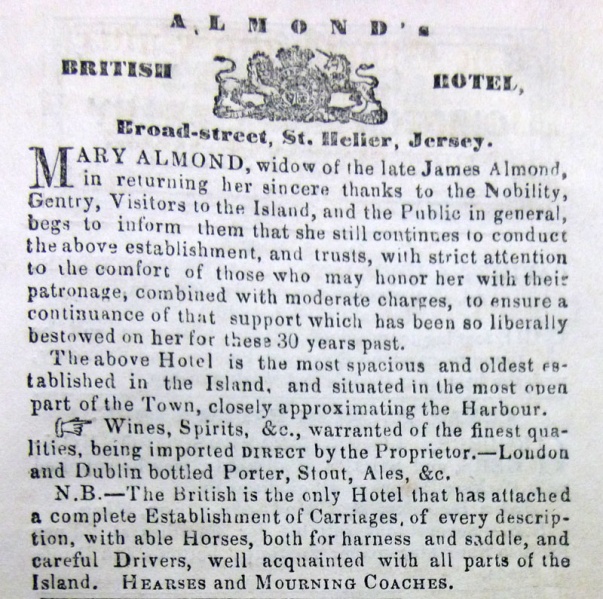 ALMOND's
BRITISH HOTEL,
Broad-street, St. Helier, Jersey.
MARY ALMOND, widow of the late James Almond,
in returning her sincere thanks to the Nobility,
Gentry, Visitors to the Island, and the Public in general,
begs to inform them that she still continues to conduct
the above establishment, and trusts, with strict attention
to the comfort of those who may honor her with their
patronage, combined with moderate charges, to ensure a
continuance of that support which has been so liberally
bestowed on her for these 30 years past.
The above Hotel is the most spacious and oldest es-
tablished in the Island, and situated in the most open
part of the Town, closely approximating the Harbour.
☞ Wines, Spirits, &c., warranted of the finest qua-
lities, being imported DIRECT by the Proprietor.—London
and Dublin bottled Porter, Stout, Ales, &c.
N.B.—The British is the only Hotel that has attached
a complete Establishment of Carriages, of every descrip-
tion, with able Horses, both for harness and saddle, and
careful Drivers, well acquainted with all parts of the
Island. HEARSES and MOURNING COACHES.